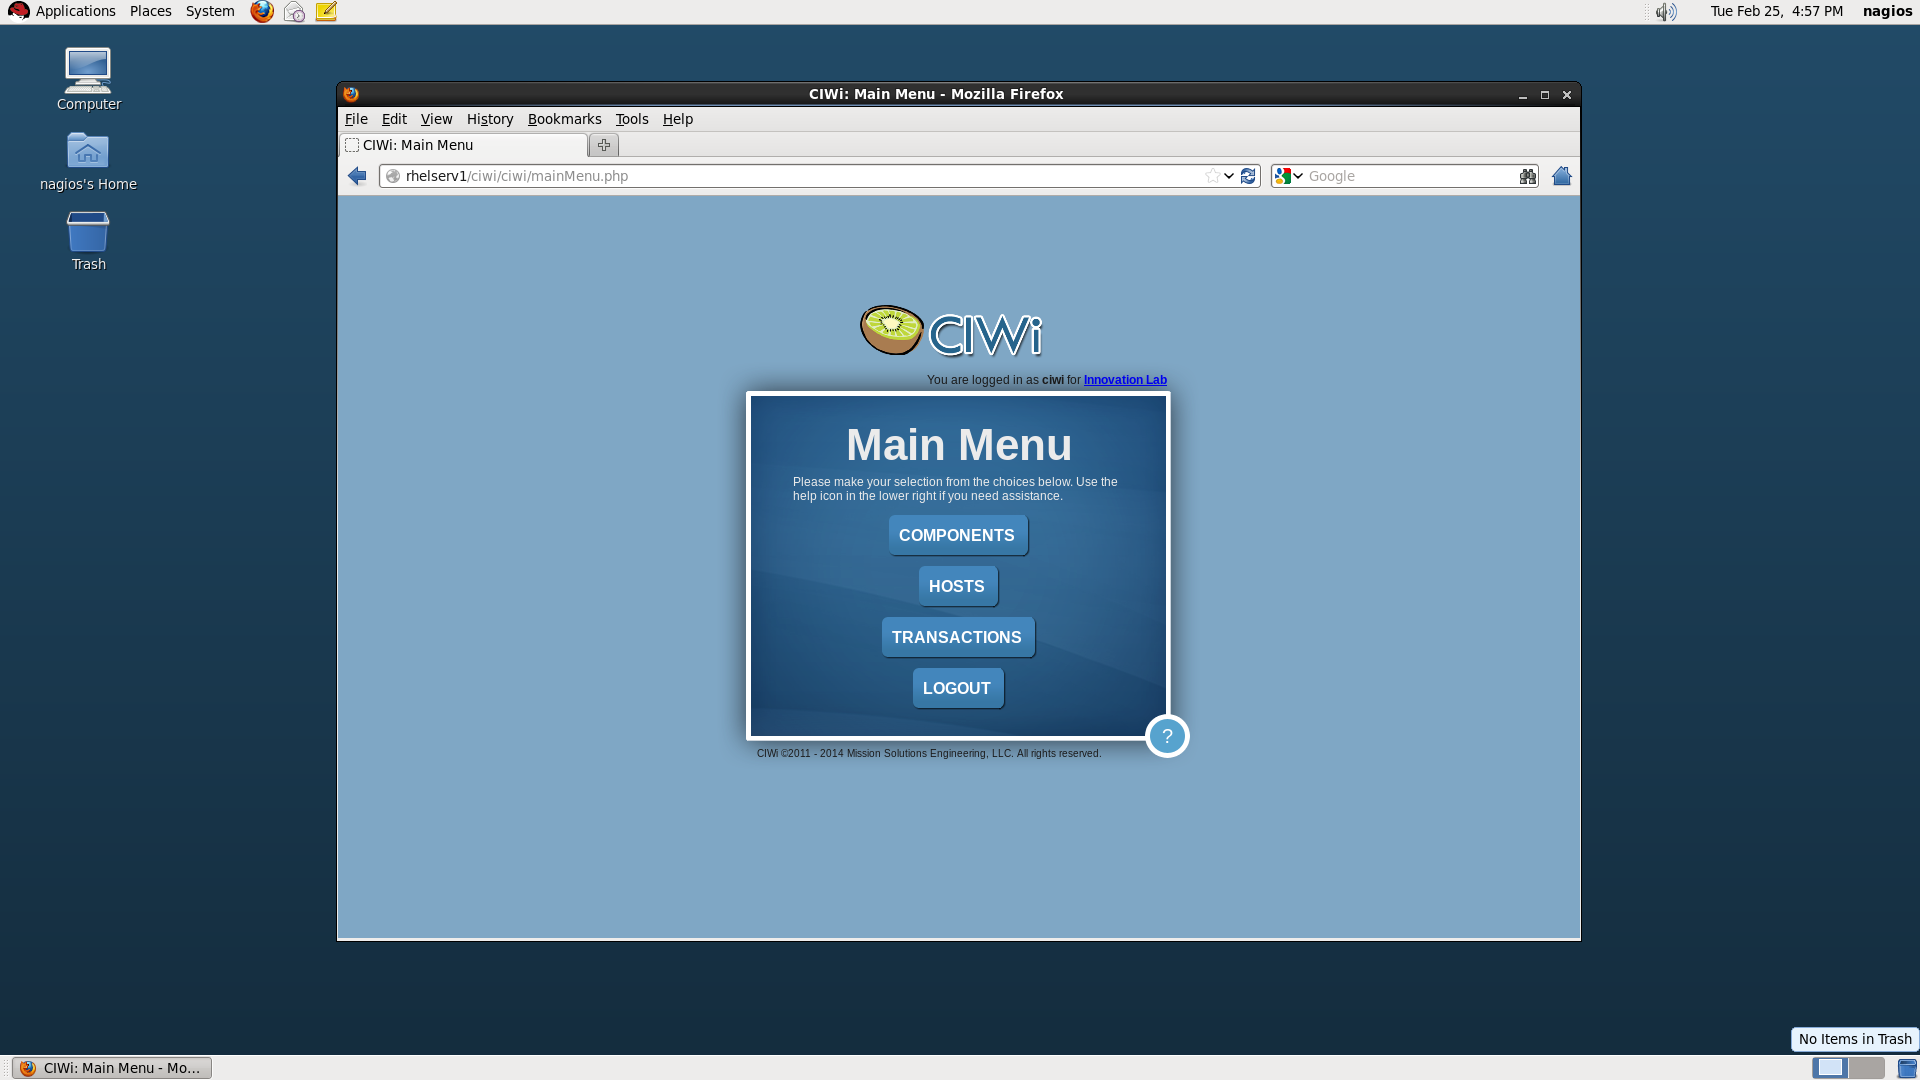 Applications Places System
Tue Feb 25, 4:57 PM nagios
Computer
nagios's Home
Trash
CIWi: Main Menu - Mozilla Firefox
File Edit View History Bookmarks Tools Help
CIWi: Main Menu
rhelserv1/ciwi/ciwi/mainMenu.php
Google
CIWi
You are logged in as ciwi for Innovation Lab
Main Menu
Please make your selection from the choices below. Use the
help icon in the lower right if you need assistance.
COMPONENTS
HOSTS
TRANSACTIONS
LOGOUT
?
CIWi ©2011 - 2014 Mission Solutions Engineering, LLC. All rights reserved.
No Items in Trash
CIWi: Main Menu - Mo...